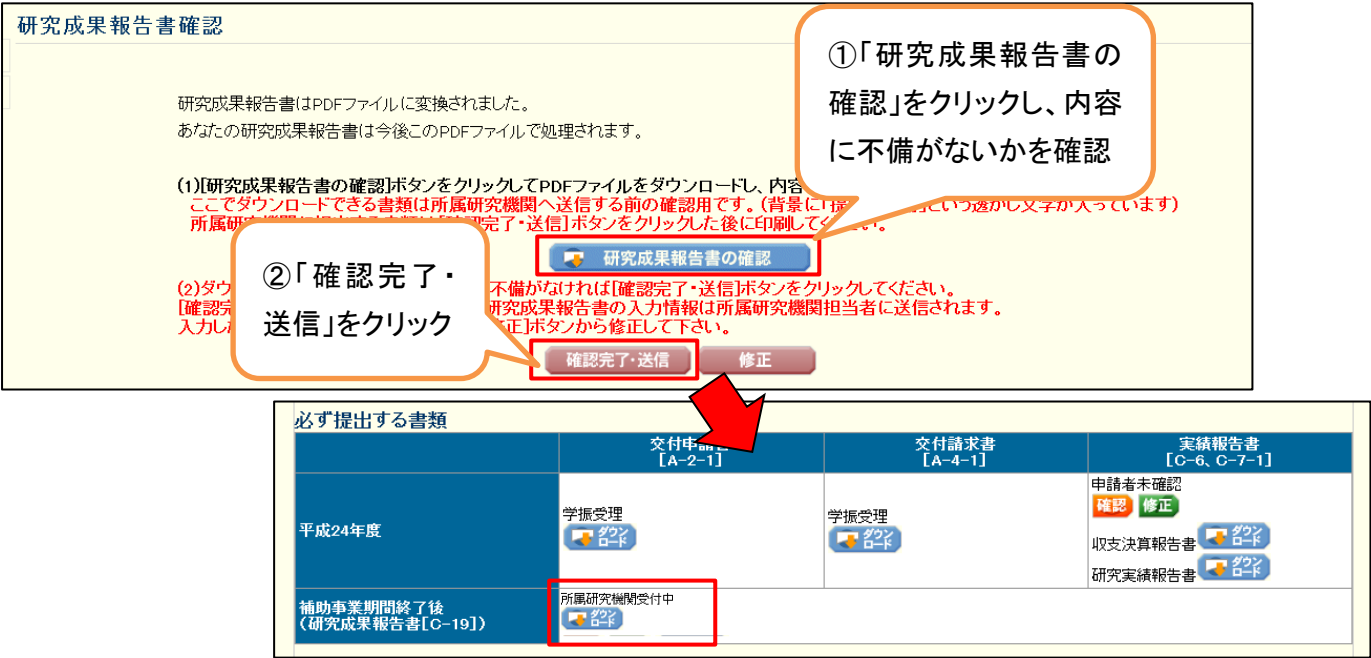 研究成果報告書確認
①「研究成果報告書の
確認」をクリックし、内容
に不備がないかを確認
研究成果報告書はPDFファイルに変換されました。
あなたの研究成果報告書は今後このPDFファイルで処理されます。
(1)[研究成果報告書の確認]ボタンをクリックしてPDFファイルをダウンロードし、内容
ここでダウンロードできる書類は所属研究機関へ送信する前の確認用です。(背景に「提 という透かし文字が入っています)
所属研 完了・送信]ボタンをクリックした後に印刷してく い。
研究成果報告書の確認
②「確認完了・
送信」をクリック
(2)ダウ 不備がなければ[確認完了・送信]ボタンをクリックしてください。
[確認完 研究成果報告書の入力情報は所属研究機関担当者に送信されます。
入力し 正]ボタンから修正して下さい。
確認完了・送信 修正
必ず提出する書類
交付申請書 交付請求書 実績報告書
[A-2-1] [A-4-1] [C-6、C-7-1]
平成24年度
学振受理
ダウンロード
学振受理
ダウンロード
申請者未確認
確認 修正
収支決算報告書 ダウンロード
研究実績報告書 ダウンロード
補助事業期間終了後
(研究成果報告書[C-19])
所属研究機関受付中
ダウンロード